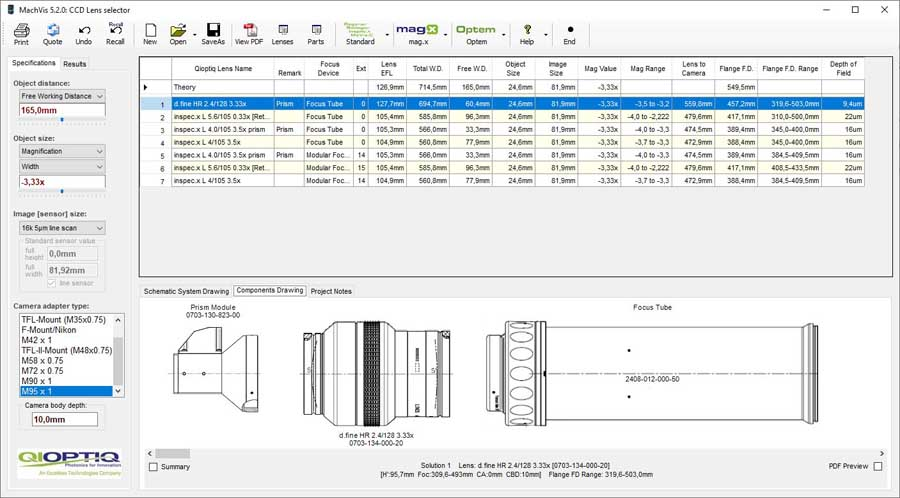 MachVis 5.2.0: CCD Lens selector
Print Quote Undo Recall New Open SaveAs View PDF Lenses Parts Standard mag.x Optem Help End
Specifications Results
Object distance:
Free Working Distance
165,0mm
Object size:
Magnification
Width
-3,33x
Image [sensor] size:
16k 5µm line scan
Standard sensor value
full height 0,0mm
full width 81,92mm
line sensor
Camera adapter type:
TFL-Mount (M35x0.75)
F-Mount/Nikon
M42 x 1
TFL-II-Mount (M48x0.75)
M58 x 0.75
M72 x 0.75
M90 x 1
M95 x 1
Camera body depth:
10,0mm
QIOPTIQ
Photonics for Innovation
An Excelitas Technologies Company
Qioptiq Lens Name Remark Focus Device Ext Lens EFL Total W.D. Free W.D. Object Size Image Size Mag Value Mag Range Lens to Camera Flange F.D. Flange F.D. Range Depth of Field
Theory 126,9mm 714,5mm 165,0mm 24,6mm 81,9mm -3,33x 549,5mm
1 d.fine HR 2.4/128 3.33x Prism Focus Tube 0 127,7mm 694,7mm 60,4mm 24,6mm 81,9mm -3,33x -3,5 to -3,2 559,8mm 457,2mm 319,6-503,0mm 9,4um
2 inspec.x L 5.6/105 0.33x [Ret... Focus Tube 0 105,4mm 585,8mm 96,3mm 24,6mm 81,9mm -3,33x -4,0 to -2,222 479,6mm 417,1mm 310,0-500,0mm 22um
3 inspec.x L 4.0/105 3.5x prism Prism Focus Tube 0 105,3mm 566,0mm 33,3mm 24,6mm 81,9mm -3,33x -4,0 to -3,3 474,5mm 389,4mm 345,0-400,0mm 16um
4 inspec.x L 4/105 3.5x Focus Tube 0 104,9mm 560,8mm 77,9mm 24,6mm 81,9mm -3,33x -4,0 to -3,3 472,9mm 388,4mm 345,0-400,0mm 16um
5 inspec.x L 4.0/105 3.5x prism Prism Modular Foc... 14 105,3mm 566,0mm 33,3mm 24,6mm 81,9mm -3,33x -4,0 to -3,3 474,5mm 389,4mm 384,5-409,5mm 16um
6 inspec.x L 5.6/105 0.33x [Ret... Modular Foc... 16 105,4mm 585,8mm 96,3mm 24,6mm 81,9mm -3,33x -4,0 to -2,222 479,6mm 417,1mm 408,5-433,5mm 22um
7 inspec.x L 4/105 3.5x Modular Foc... 14 104,9mm 560,8mm 77,9mm 24,6mm 81,9mm -3,33x -3,7 to -3,3 472,9mm 388,4mm 384,5-409,5mm 16um
Schematic System Drawing Components Drawing Project Notes
Prism Module
0703-130-823-00
Focus Tube
2408-012-000-50
d.fine HR 2.4/128 3.33x
0703-134-000-20
Summary
Solution 1 Lens: d.fine HR 2.4/128 3.33x [0703-134-000-20]
[H':95,7mm Foc:309,6-493mm CA:0mm CBD:10mm] Flange FD Range: 319,6-503,0mm
PDF Preview